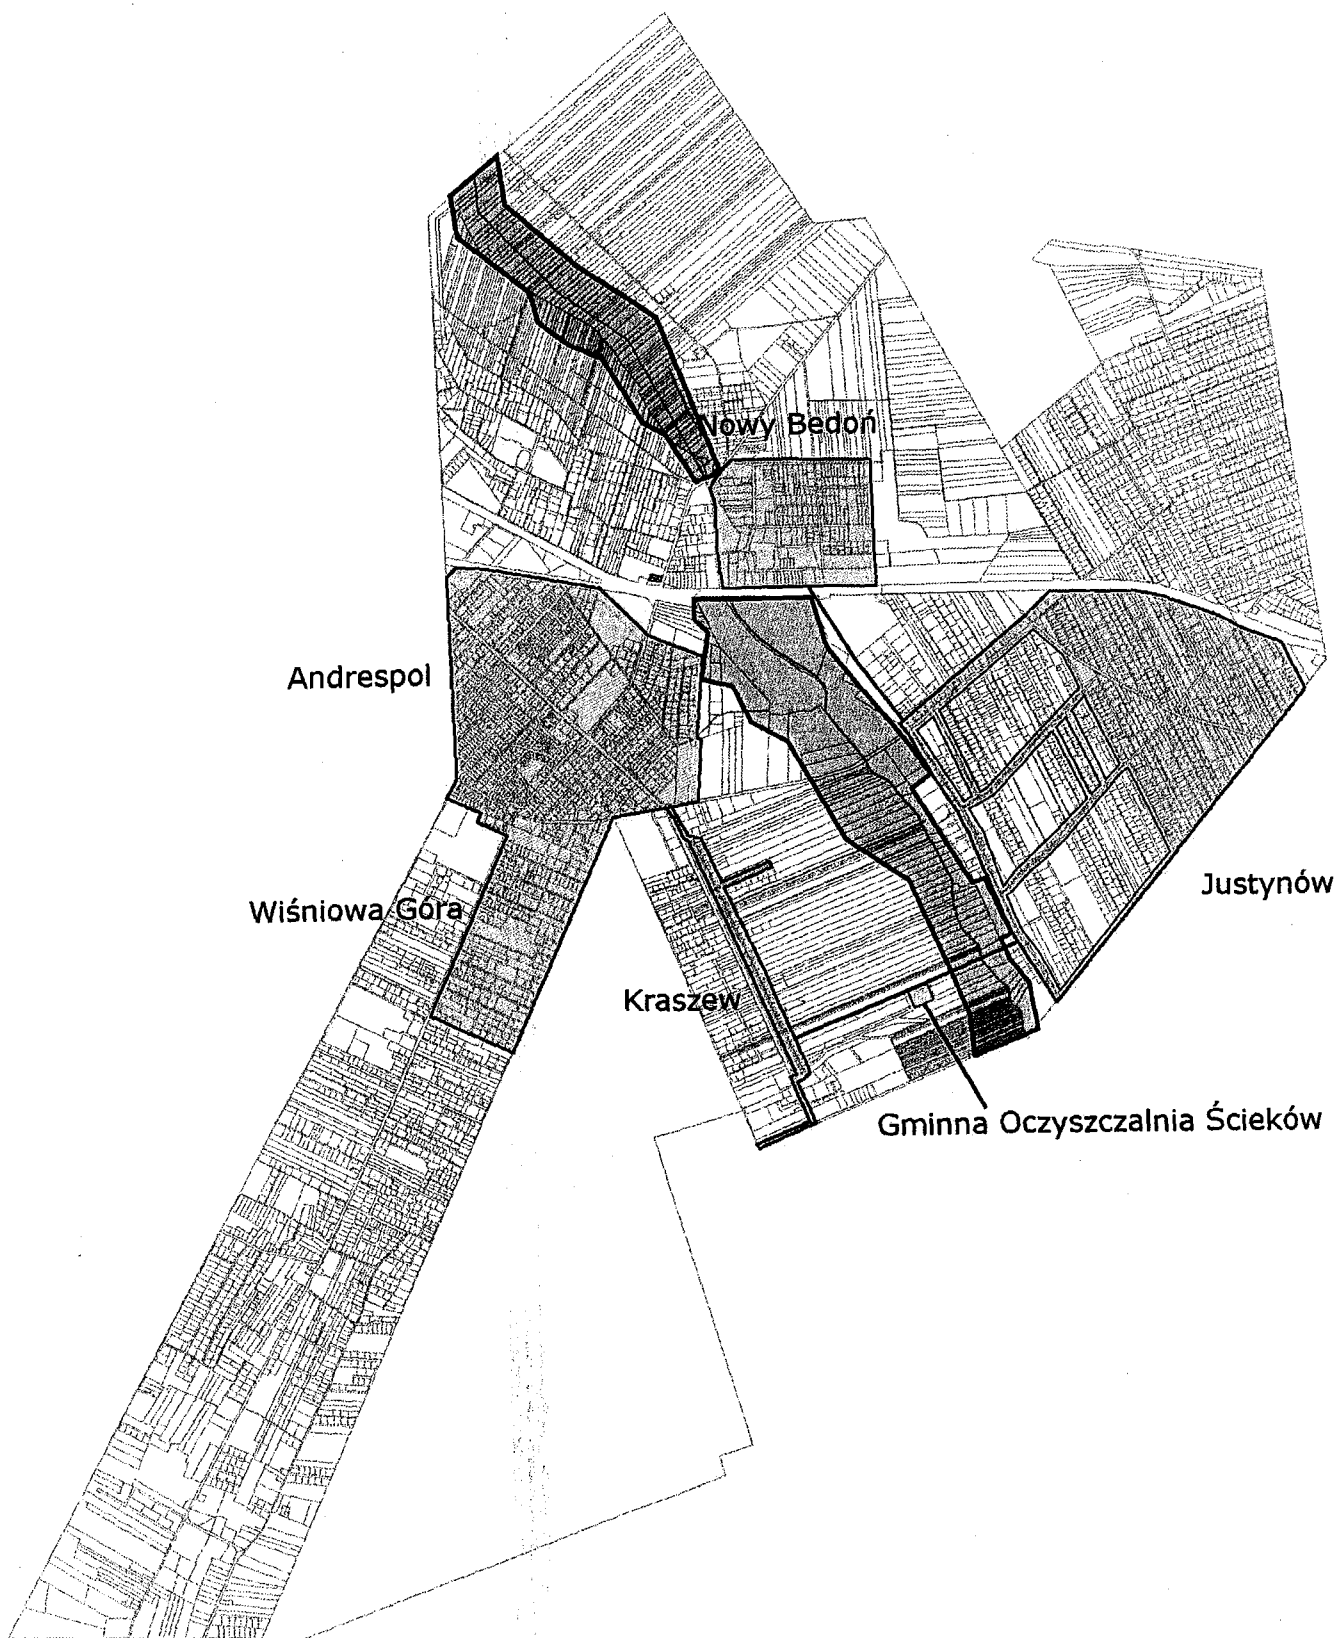 Nowy Bedoń
Andrespol
Justynów
Wiśniowa Góra
Kraszew
Gminna Oczyszczalnia Ścieków